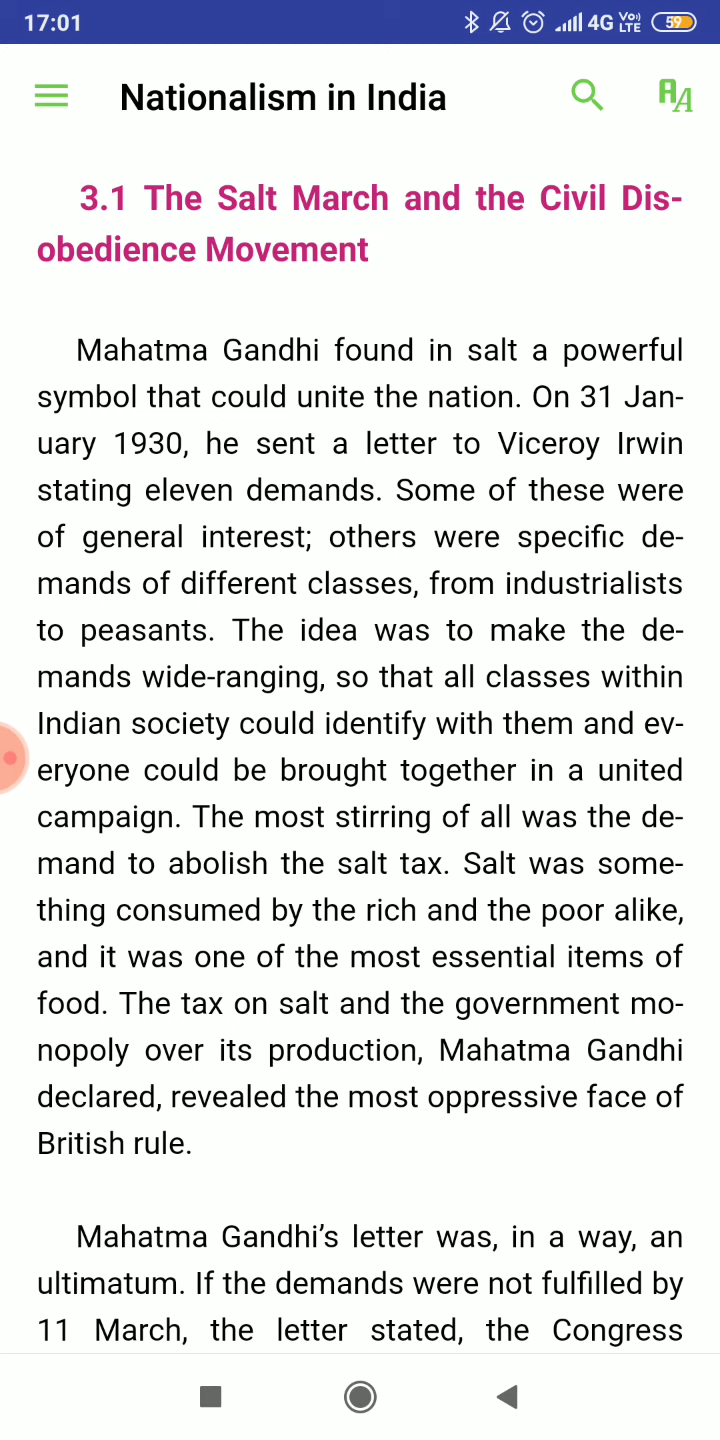 17:01
4G Vo) LTE 59
Nationalism in India
AA
3.1 The Salt March and the Civil Dis-
obedience Movement
Mahatma Gandhi found in salt a powerful
symbol that could unite the nation. On 31 Jan-
uary 1930, he sent a letter to Viceroy Irwin
stating eleven demands. Some of these were
of general interest; others were specific de-
mands of different classes, from industrialists
to peasants. The idea was to make the de-
mands wide-ranging, so that all classes within
Indian society could identify with them and ev-
eryone could be brought together in a united
campaign. The most stirring of all was the de-
mand to abolish the salt tax. Salt was some-
thing consumed by the rich and the poor alike,
and it was one of the most essential items of
food. The tax on salt and the government mo-
nopoly over its production, Mahatma Gandhi
declared, revealed the most oppressive face of
British rule.
Mahatma Gandhi’s letter was, in a way, an
ultimatum. If the demands were not fulfilled by
11 March, the letter stated, the Congress